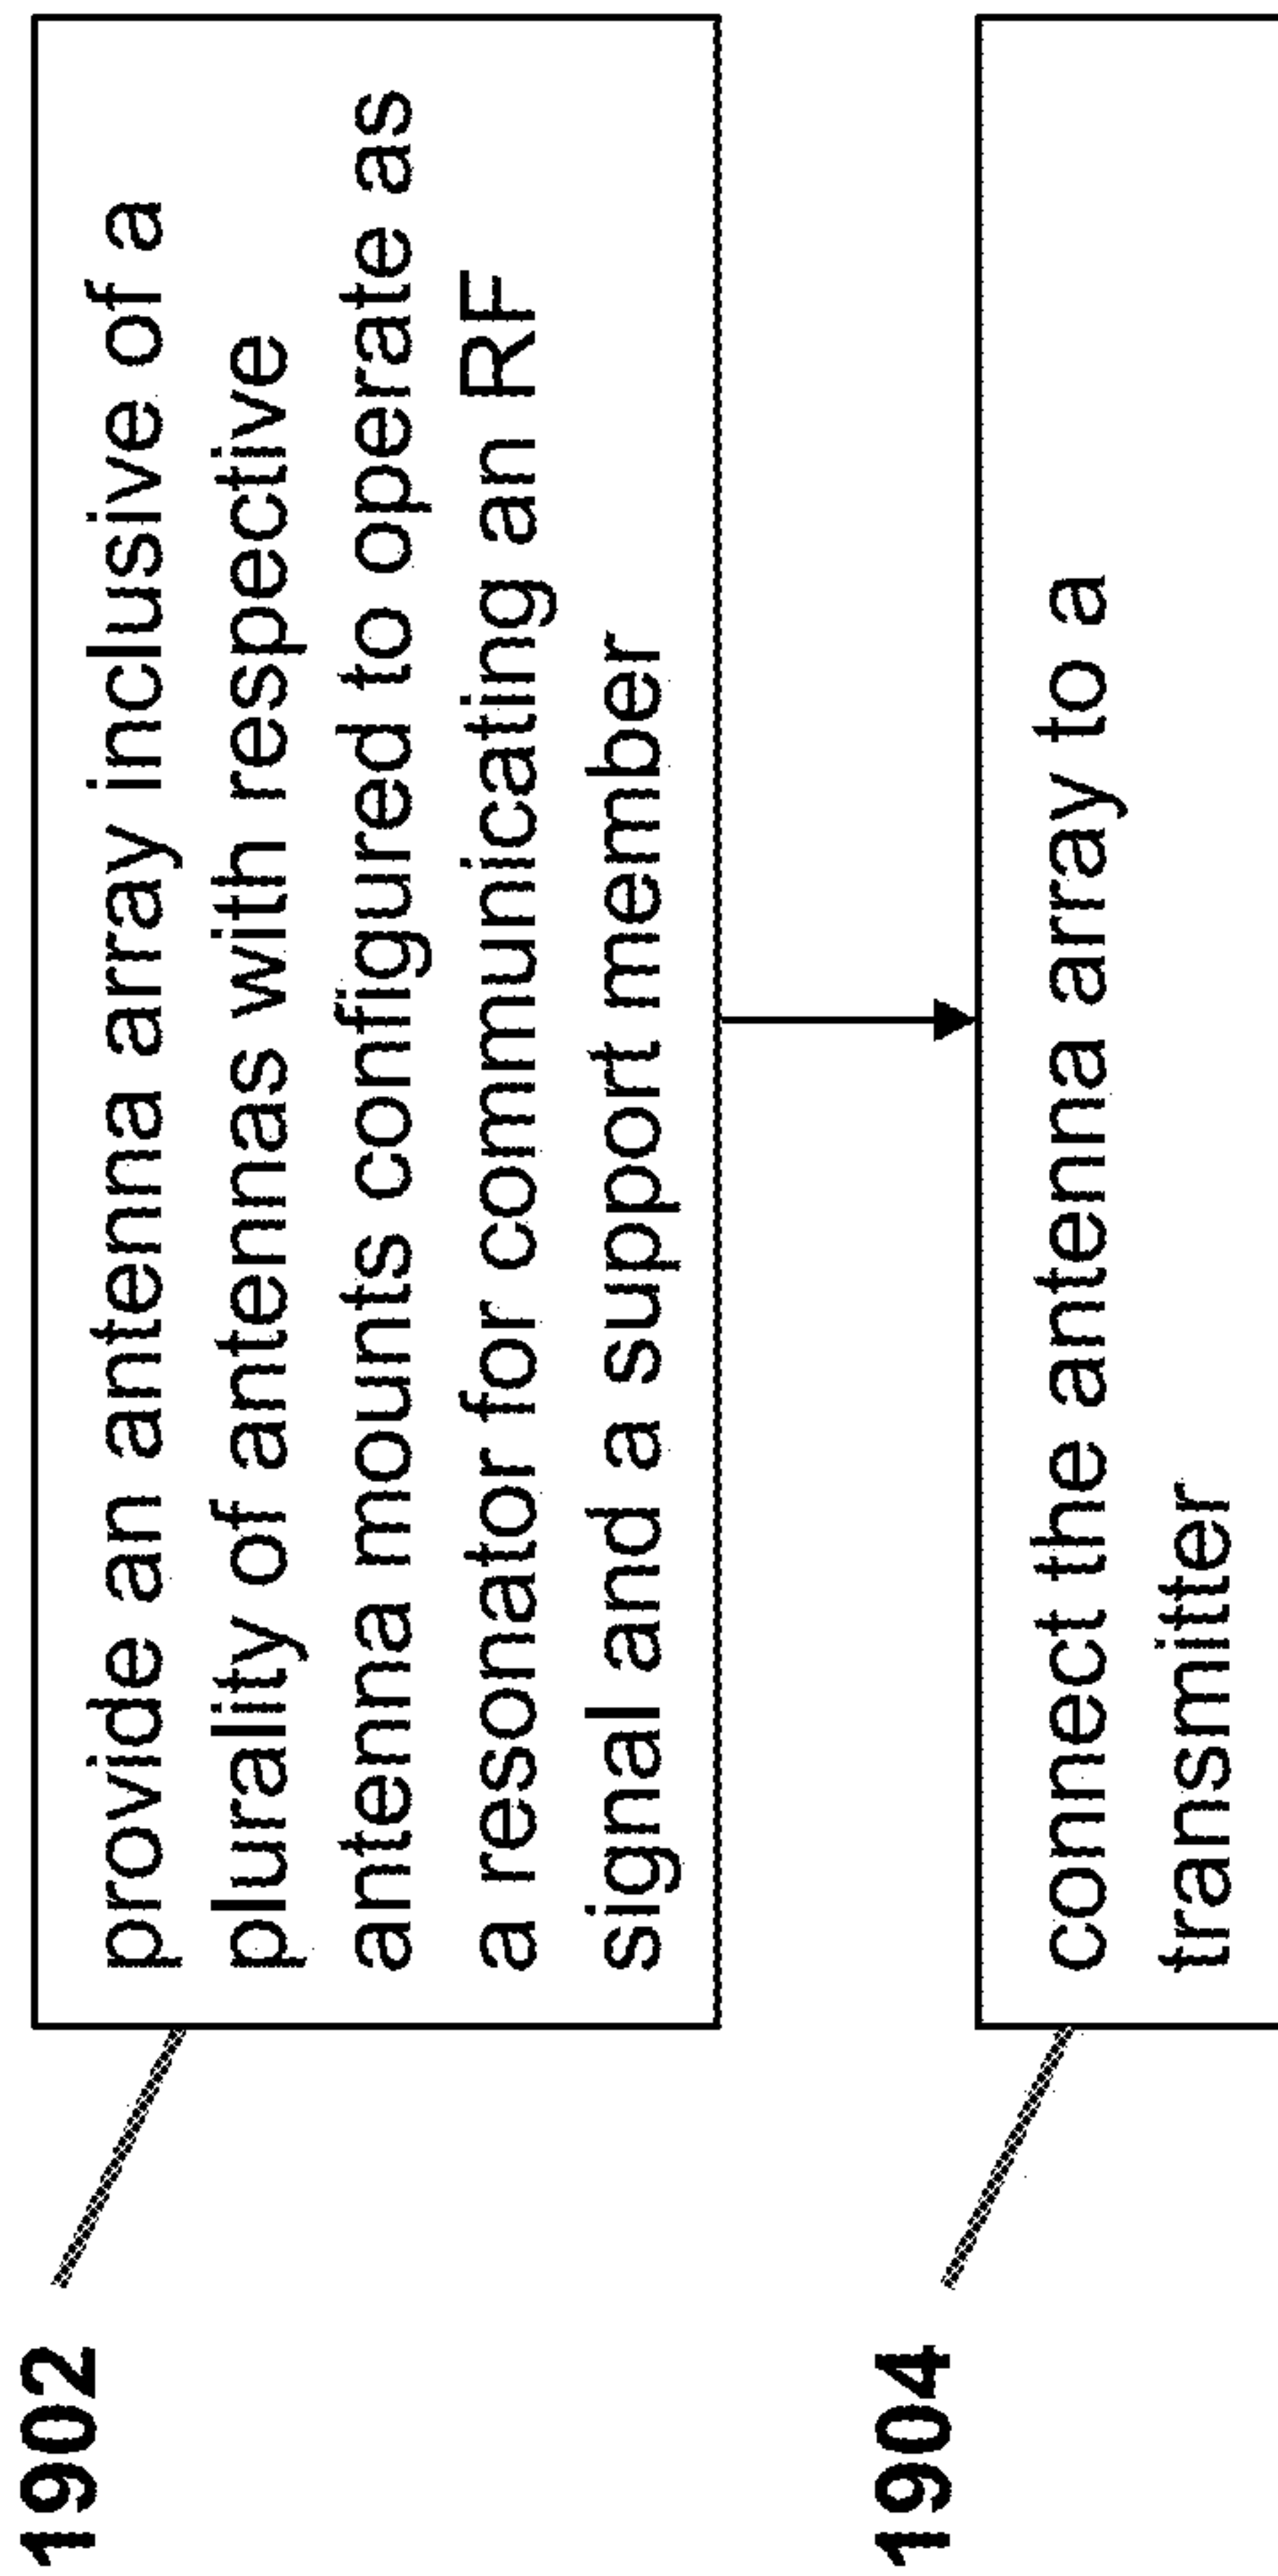 1902
provide an antenna array inclusive of a
plurality of antennas with respective
antenna mounts configured to operate as
a resonator for communicating an RF
signal and a support member
1904
connect the antenna array to a
transmitter